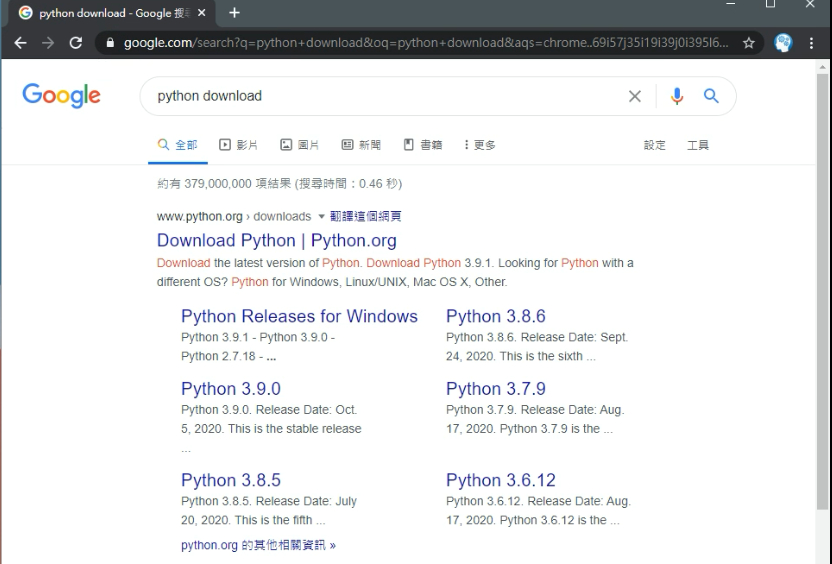 python download - Google 搜尋
google.com/search?q=python+download&oq=python+download&aqs=chrome..69i57j35i19i39j0i395l6...
Google
python download
全部
影片
圖片
新聞
書籍
更多
設定
工具
約有 379,000,000 項結果 (搜尋時間：0.46 秒)
www.python.org › downloads ▼ 翻譯這個網頁
Download Python | Python.org
Download the latest version of Python. Download Python 3.9.1. Looking for Python with a
different OS? Python for Windows, Linux/UNIX, Mac OS X, Other.
Python Releases for Windows
Python 3.9.1 - Python 3.9.0 -
Python 2.7.18 - ...
Python 3.8.6
Python 3.8.6. Release Date: Sept.
24, 2020. This is the sixth ...
Python 3.9.0
Python 3.9.0. Release Date: Oct.
5, 2020. This is the stable release
...
Python 3.7.9
Python 3.7.9. Release Date: Aug.
17, 2020. Python 3.7.9 is the ...
Python 3.8.5
Python 3.8.5. Release Date: July
20, 2020. This is the fifth ...
Python 3.6.12
Python 3.6.12. Release Date: Aug.
17, 2020. Python 3.6.12 is the ...
python.org 的其他相關資訊 »